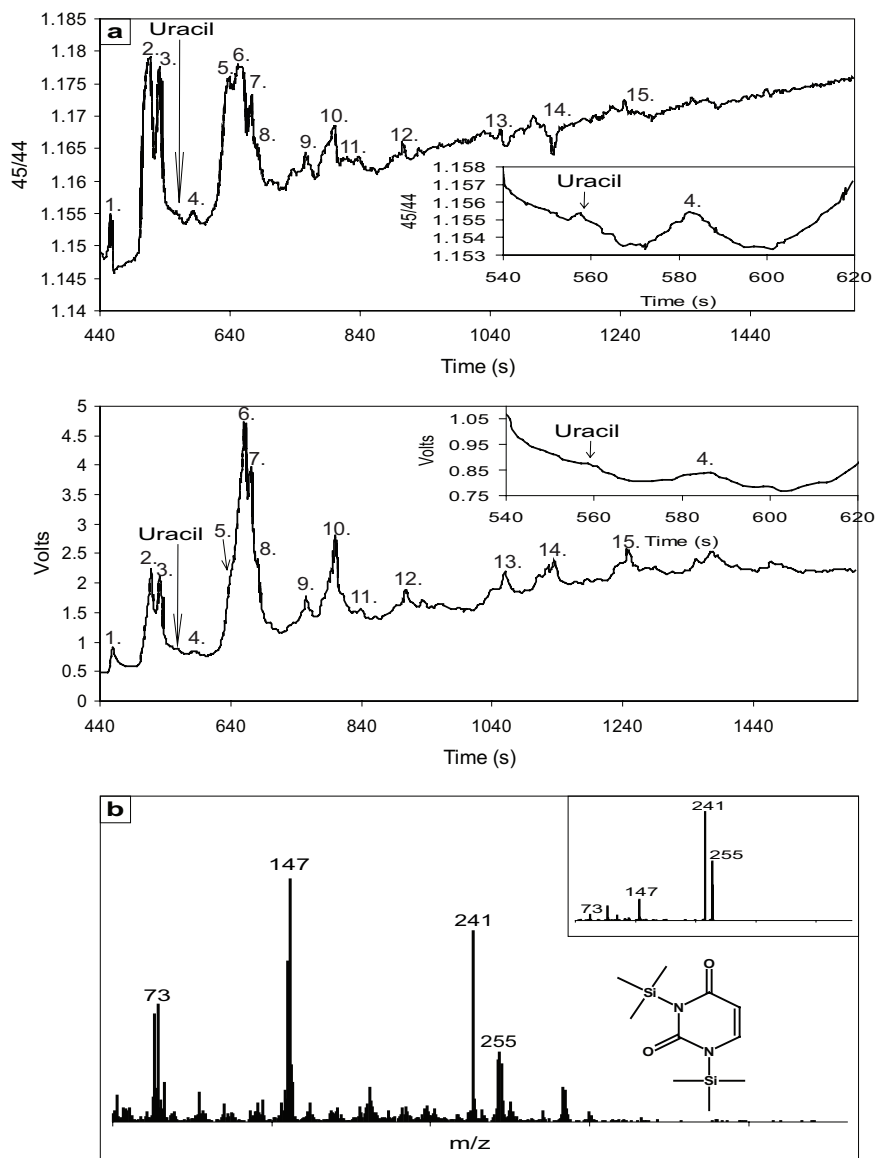 a
Uracil
1.185
1.18
1.175
1.17
1.165
1.16
1.155
1.15
1.145
1.14
45/44
1. 2. 3. 4. 5. 6. 7. 8. 9. 10. 11. 12. 13. 14. 15.
440 640 840 1040 1240 1440
Time (s)
1.158
1.157
1.156
1.155
1.154
1.153
45/44
Uracil
4.
540 560 580 600 620
Time (s)
5
4.5
4
3.5
3
2.5
2
1.5
1
0.5
0
Volts
Uracil
1. 2. 3. 4. 5. 6. 7. 8. 9. 10. 11. 12. 13. 14. 15.
440 640 840 1040 1240 1440
Time (s)
1.05
0.95
0.85
0.75
Volts
Uracil
4.
540 560 580 600 620
Time (s)
b
73
147
241
255
m/z
241
255
147
73
O
Si
N
O
N
Si